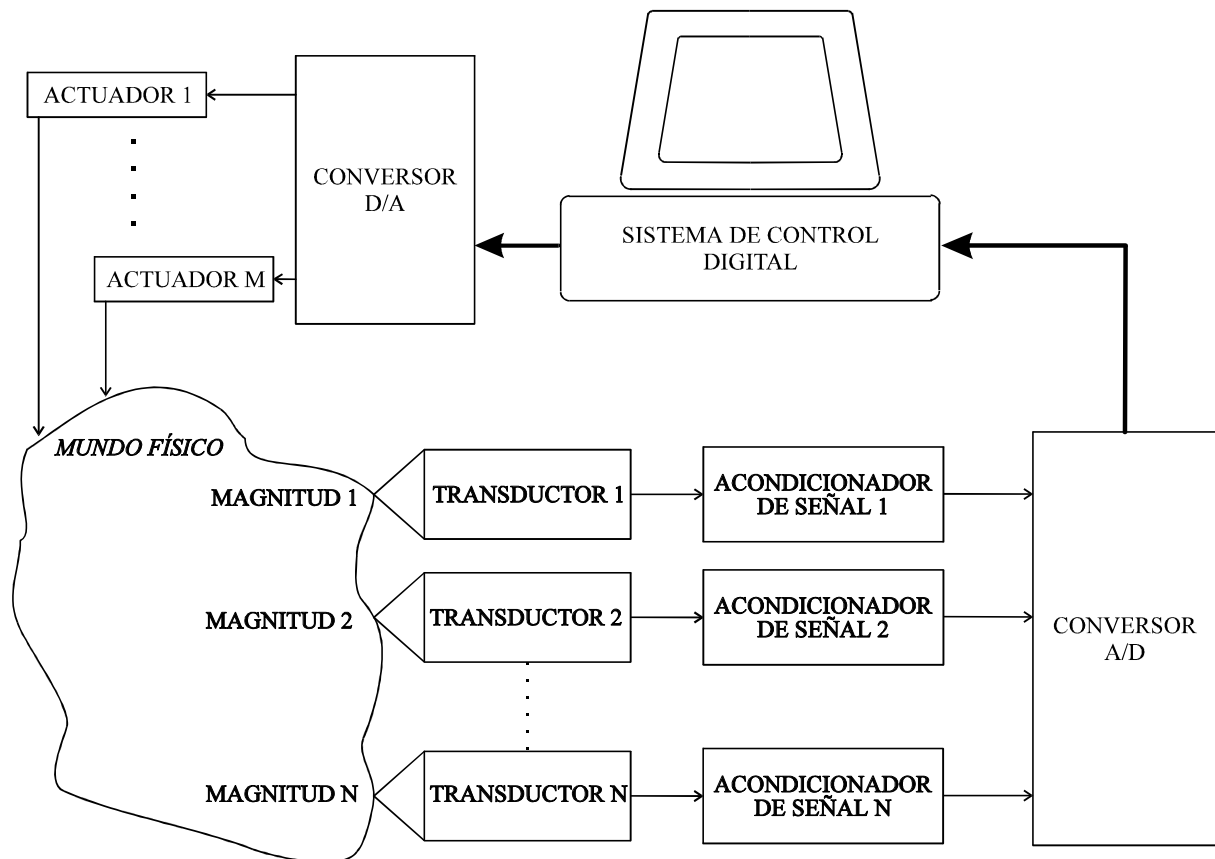 ACTUADOR 1
CONVERSOR
D/A
ACTUADOR M
SISTEMA DE CONTROL
DIGITAL
MUNDO FÍSICO
MAGNITUD 1
TRANSDUCTOR 1
ACONDICIONADOR
DE SEÑAL 1
MAGNITUD 2
TRANSDUCTOR 2
ACONDICIONADOR
DE SEÑAL 2
MAGNITUD N
TRANSDUCTOR N
ACONDICIONADOR
DE SEÑAL N
CONVERSOR
A/D